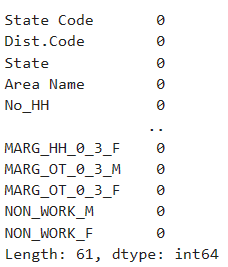 State Code 0
Dist.Code 0
State 0
Area Name 0
No_HH 0
..
MARG_HH_0_3_F 0
MARG_OT_0_3_M 0
MARG_OT_0_3_F 0
NON_WORK_M 0
NON_WORK_F 0
Length: 61, dtype: int64